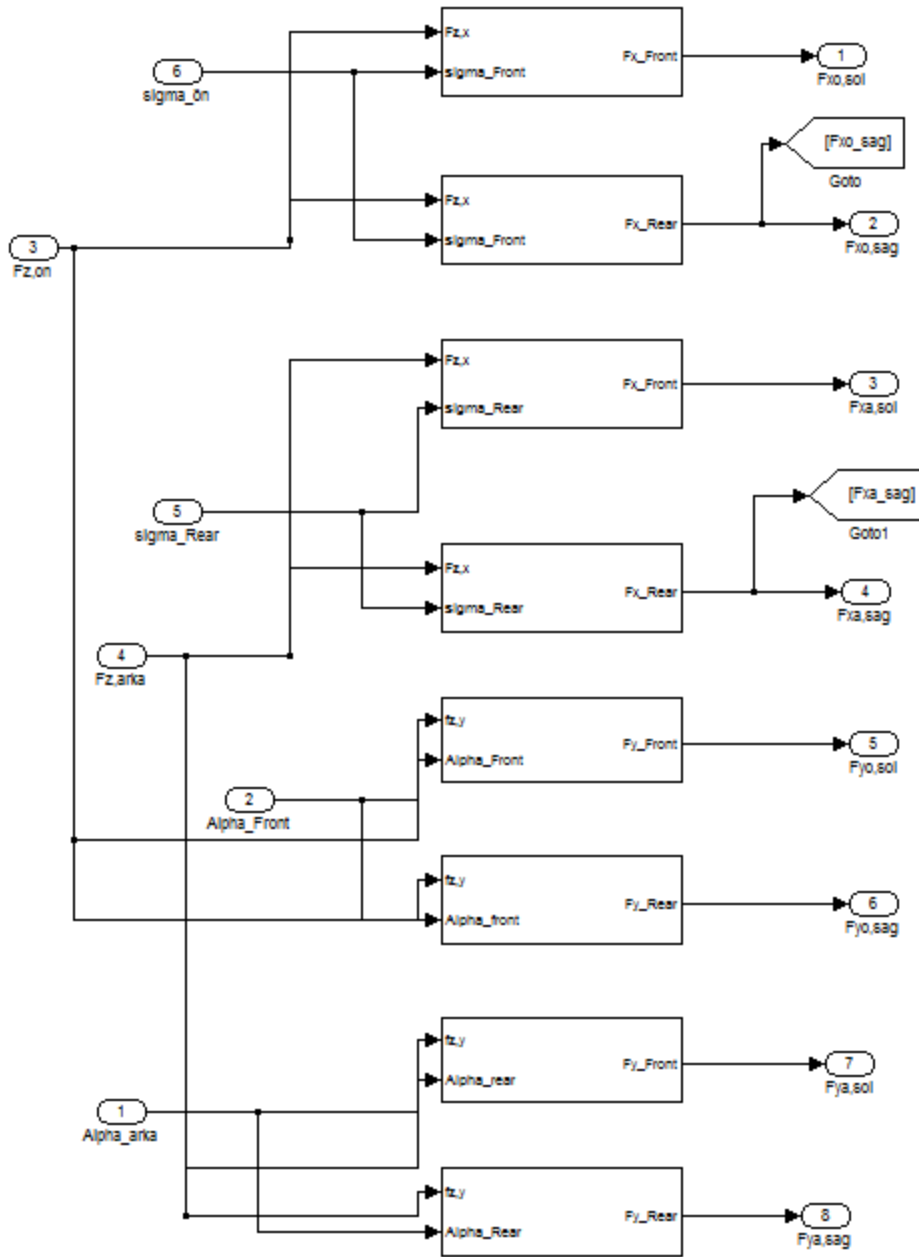 Fz,x
sigma_Front
Fx_Front
1
Fxo,sol
6
sigma_ön
[Fxo_sag]
Goto
Fz,x
sigma_Front
Fx_Rear
2
Fxo,sag
3
Fz,on
Fz,x
sigma_Rear
Fx_Front
3
Fxa,sol
[Fxa_sag]
Goto1
5
sigma_Rear
Fz,x
sigma_Rear
Fx_Rear
4
Fxa,sag
4
Fz,arka
fz,y
Alpha_Front
Fy_Front
5
Fyo,sol
2
Alpha_Front
fz,y
Alpha_front
Fy_Rear
6
Fyo,sag
fz,y
Alpha_rear
Fy_Front
7
Fya,sol
1
Alpha_arka
fz,y
Alpha_Rear
Fy_Rear
8
Fya,sag